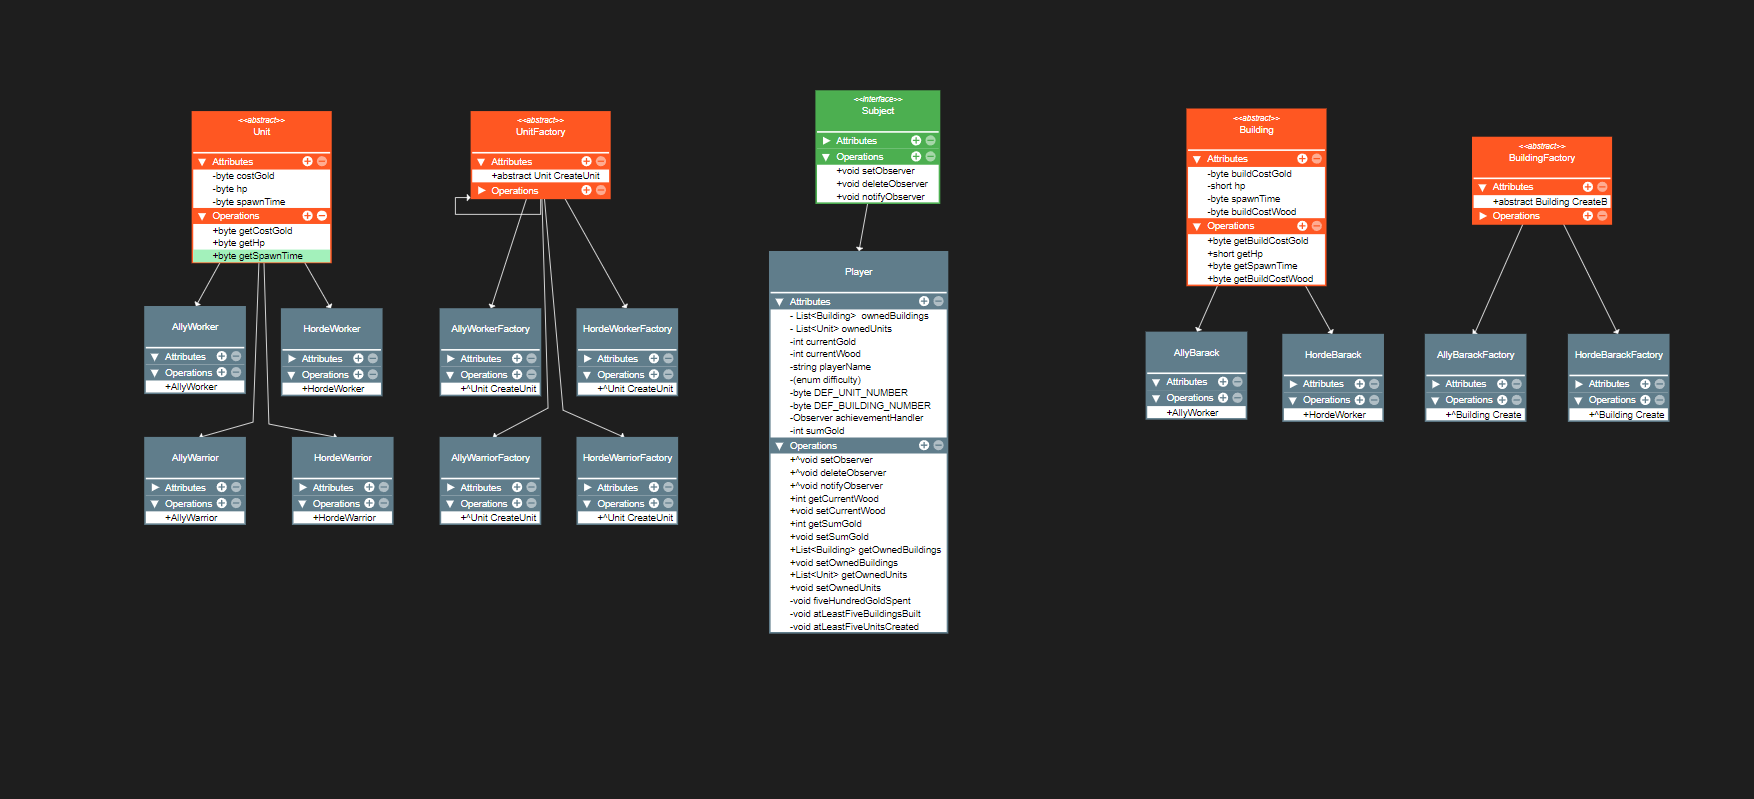 <<abstract>>
Unit
Attributes
-byte costGold
-byte hp
-byte spawnTime
Operations
+byte getCostGold
+byte getHp
+byte getSpawnTime
AllyWorker
Attributes
Operations
+AllyWorker
HordeWorker
Attributes
Operations
+HordeWorker
AllyWarrior
Attributes
Operations
+AllyWarrior
HordeWarrior
Attributes
Operations
+HordeWarrior
<<abstract>>
UnitFactory
Attributes
+abstract Unit CreateUnit
Operations
AllyWorkerFactory
Attributes
Operations
+^Unit CreateUnit
HordeWorkerFactory
Attributes
Operations
+^Unit CreateUnit
AllyWarriorFactory
Attributes
Operations
+^Unit CreateUnit
HordeWarriorFactory
Attributes
Operations
+^Unit CreateUnit
<<interface>>
Subject
Attributes
Operations
+void setObserver
+void deleteObserver
+void notifyObserver
Player
Attributes
- List<Building> ownedBuildings
- List<Unit> ownedUnits
-int currentGold
-int currentWood
-string playerName
-(enum difficulty)
-byte DEF_UNIT_NUMBER
-byte DEF_BUILDING_NUMBER
-Observer achievementHandler
-int sumGold
Operations
+^void setObserver
+^void deleteObserver
+^void notifyObserver
+int getCurrentWood
+void setCurrentWood
+int getSumGold
+void setSumGold
+List<Building> getOwnedBuildings
+void setOwnedBuildings
+List<Unit> getOwnedUnits
+void setOwnedUnits
-void fiveHundredGoldSpent
-void atLeastFiveBuildingsBuilt
-void atLeastFiveUnitsCreated
<<abstract>>
Building
Attributes
-byte buildCostGold
-short hp
-byte spawnTime
-byte buildCostWood
Operations
+byte getBuildCostGold
+short getHp
+byte getSpawnTime
+byte getBuildCostWood
AllyBarack
Attributes
Operations
+AllyWorker
HordeBarack
Attributes
Operations
+HordeWorker
<<abstract>>
BuildingFactory
Attributes
+abstract Building CreateB
Operations
AllyBarackFactory
Attributes
Operations
+^Building Create
HordeBarackFactory
Attributes
Operations
+^Building Create